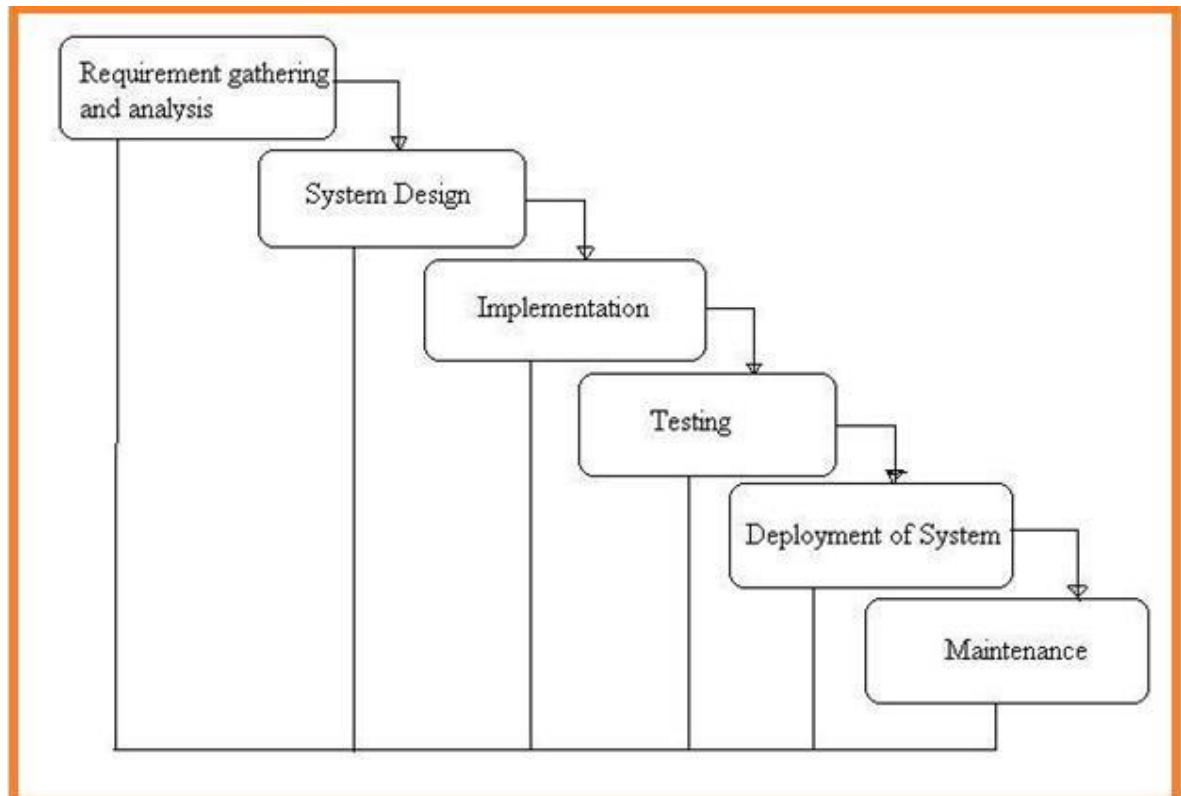 Requirement gathering
and analysis
System Design
Implementation
Testing
Deployment of System
Maintenance